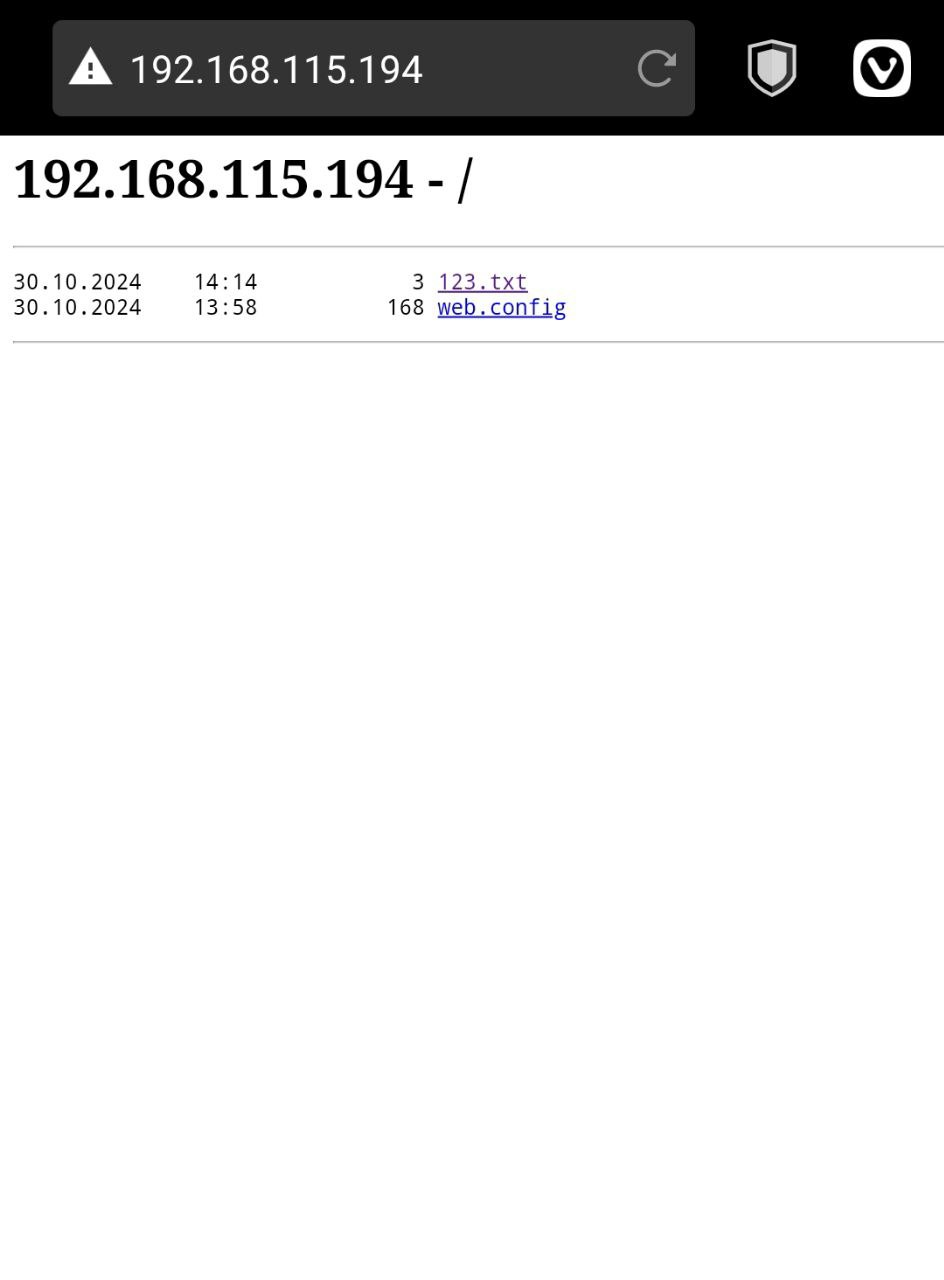 192.168.115.194
192.168.115.194 - /
30.10.2024 14:14 3 123.txt
30.10.2024 13:58 168 web.config